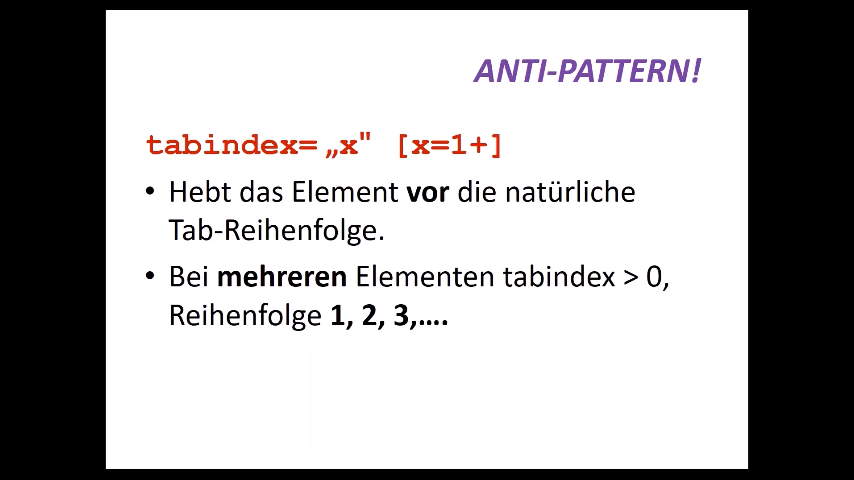 ANTI-PATTERN!
tabindex= „x" [x=1+]
• Hebt das Element vor die natürliche
Tab-Reihenfolge.
• Bei mehreren Elementen tabindex > 0,
Reihenfolge 1, 2, 3,….